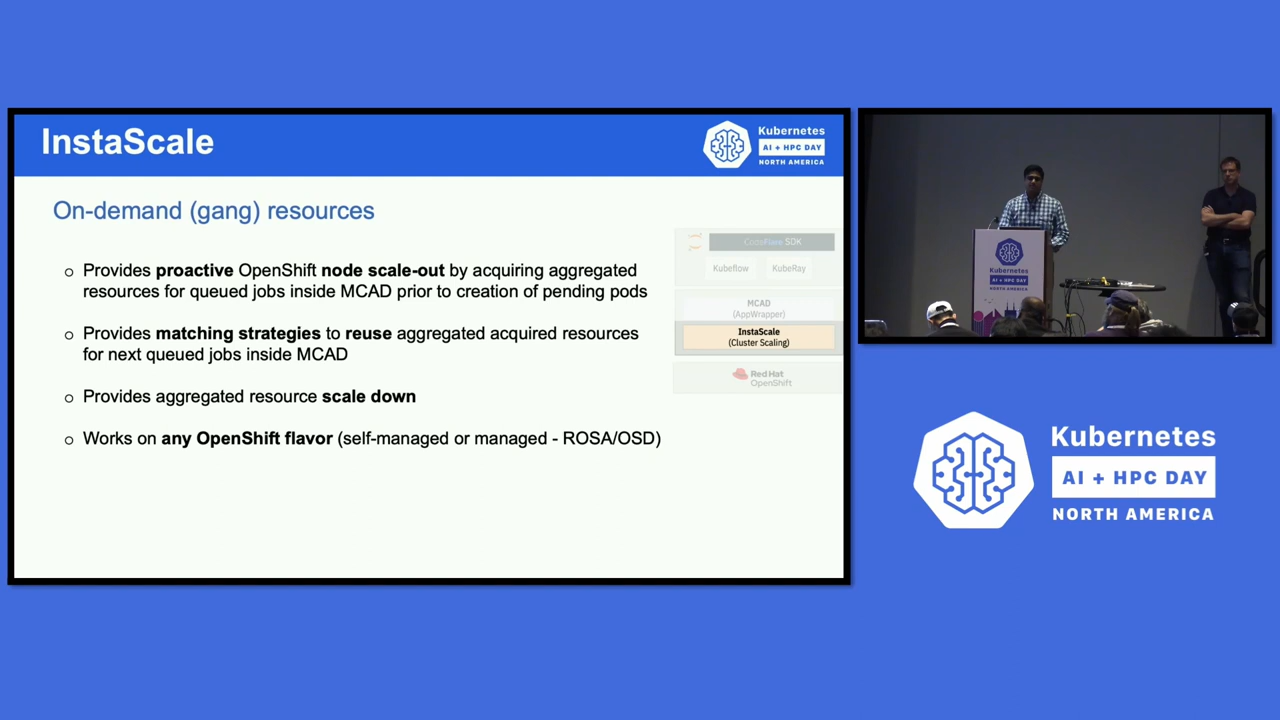 InstaScale
Kubernetes
AI + HPC DAY
NORTH AMERICA
On-demand (gang) resources
o Provides proactive OpenShift node scale-out by acquiring aggregated
resources for queued jobs inside MCAD prior to creation of pending pods
o Provides matching strategies to reuse aggregated acquired resources
for next queued jobs inside MCAD
o Provides aggregated resource scale down
o Works on any OpenShift flavor (self-managed or managed - ROSA/OSD)
CodeFlare SDK
Kubeflow
KubeRay
MCAD
(AppWrapper)
InstaScale
(Cluster Scaling)
Red Hat
OpenShift
Kubernetes
AI + HPC DAY
NORTH AMERICA
Kubernetes
AI + HPC DAY
NORTH AMERICA